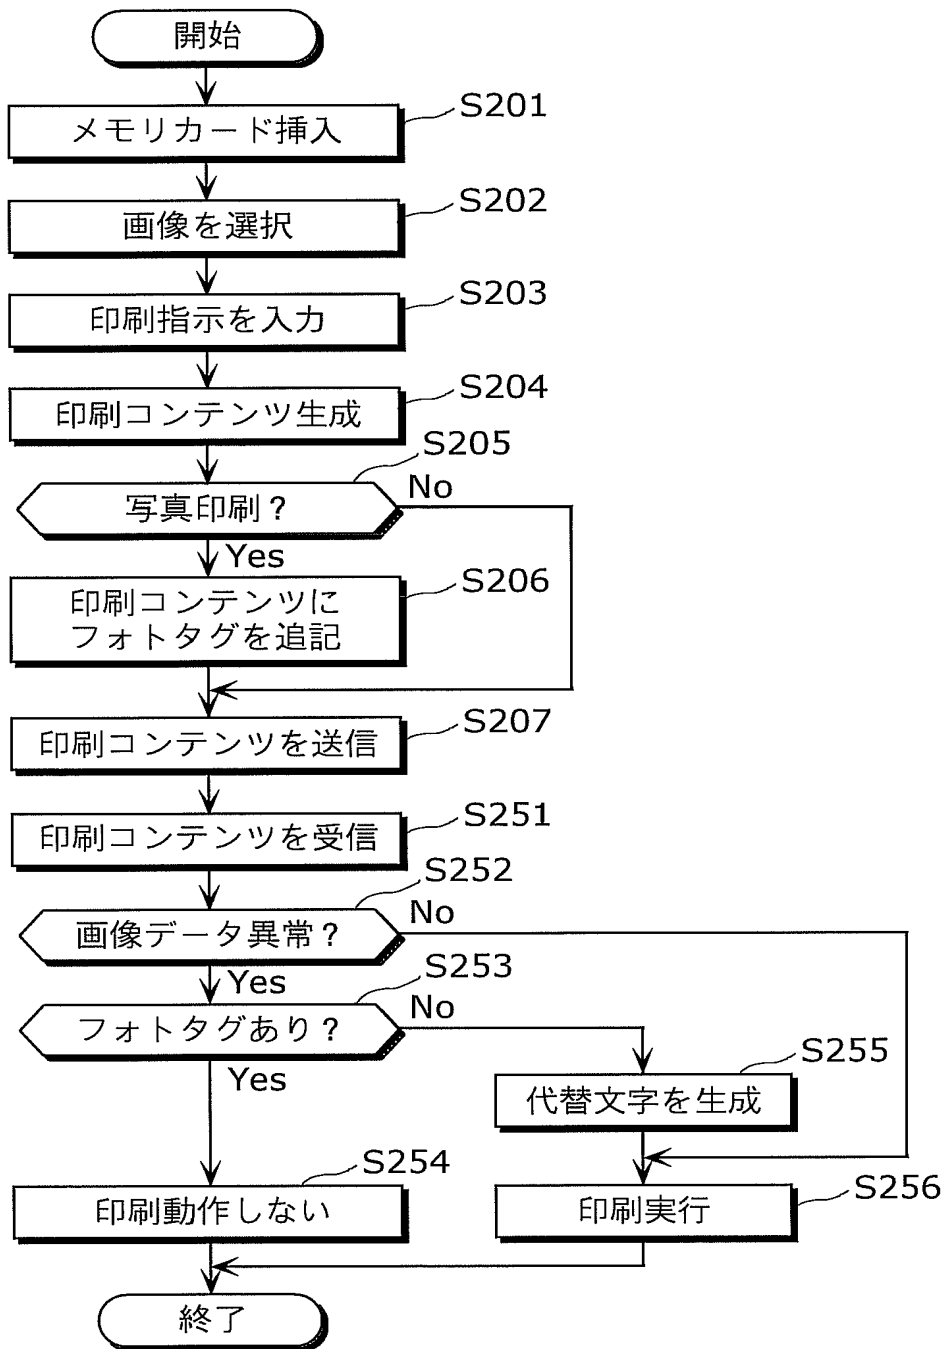 開始
S201
メモリカード挿入
S202
画像を選択
S203
印刷指示を入力
S204
印刷コンテンツ生成
S205
写真印刷？
No
Yes
S206
印刷コンテンツに
フォトタグを追記
S207
印刷コンテンツを送信
S251
印刷コンテンツを受信
S252
画像データ異常？
No
Yes
S253
フォトタグあり？
No
Yes
S255
代替文字を生成
S254
印刷動作しない
S256
印刷実行
終了